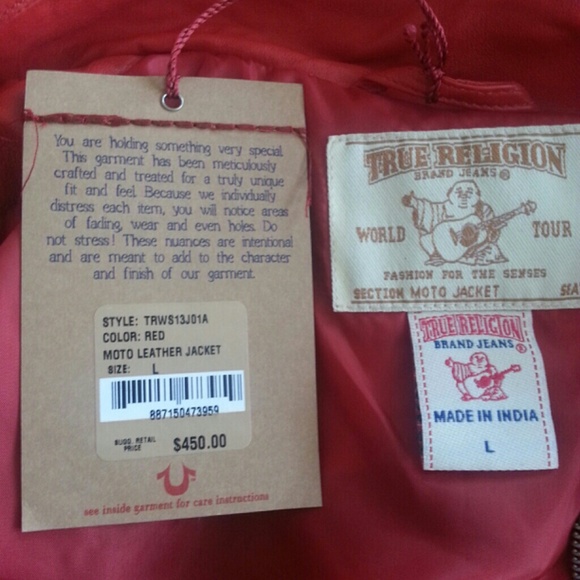 You are holding something very special.
This garment has been meticulously
crafted and treated for a truly unique
fit and feel. Because we individually
distress each item, you will notice areas
of fading, wear and even holes. Do
not stress! These nuances are intentional
and are meant to add to the character
and finish of our garment.
STYLE: TRWS13J01A
COLOR: RED
MOTO LEATHER JACKET
SIZE: L
887150473959
SUGG. RETAIL
PRICE $450.00
see inside garment for care instructions
TRUE RELIGION
BRAND JEANS®
WORLD TOUR
FASHION FOR THE SENSES
SECTION MOTO JACKET SEA
TRUE RELIGION
BRAND JEANS®
MADE IN INDIA
L